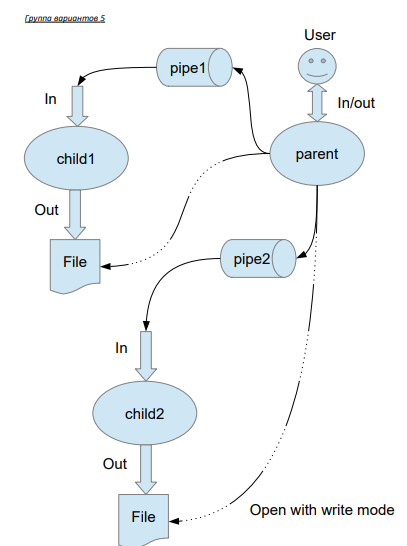 Группа вариантов 5
User
pipe1
In
In/out
child1
parent
Out
File
pipe2
In
child2
Out
File
Open with write mode